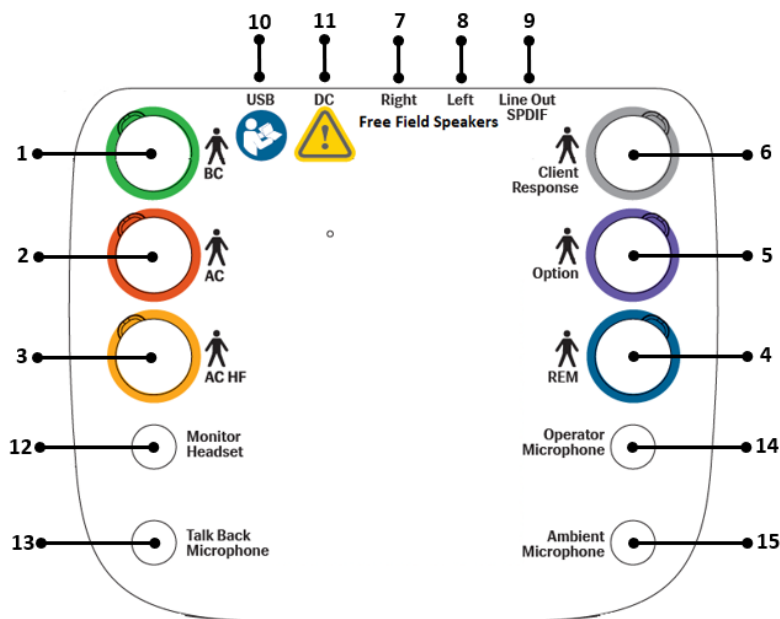 10 11 7 8 9
USB DC Right Left Line Out
SPDIF
Free Field Speakers
1
BC
6
Client
Response
2
AC
5
Option
3
AC HF
4
REM
12
Monitor
Headset
14
Operator
Microphone
13
Talk Back
Microphone
15
Ambient
Microphone